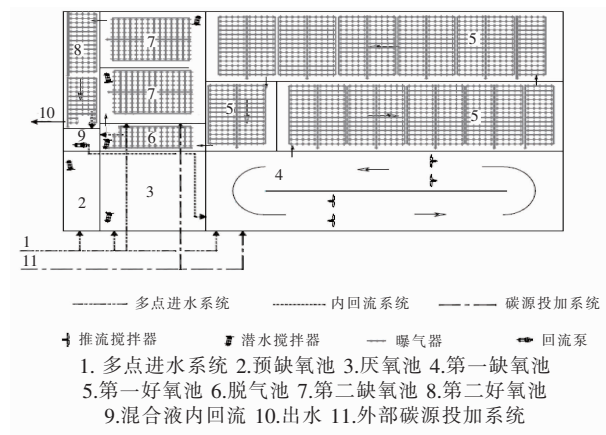 8
7
5
7
5
5
10
9
6
2
3
4
1
11
多点进水系统 内回流系统 碳源投加系统
推流搅拌器 潜水搅拌器 曝气器 回流泵
1. 多点进水系统 2.预缺氧池 3.厌氧池 4.第一缺氧池
5.第一好氧池 6.脱气池 7.第二缺氧池 8.第二好氧池
9.混合液内回流 10.出水 11.外部碳源投加系统